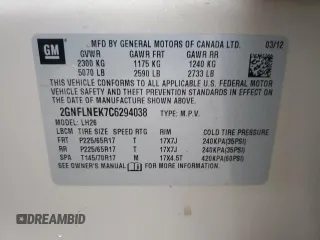 GM
MFD BY GENERAL MOTORS OF CANADA LTD.
03/12
GVWR GAWR FRT GAWR RR
2300 KG 1175 KG 1240 KG
5070 LB 2590 LB 2733 LB
THIS VEHICLE CONFORMS TO ALL APPLICABLE U.S. FEDERAL MOTOR
VEHICLE SAFETY, BUMPER, AND THEFT PREVENTION STANDARDS IN
EFFECT ON THE DATE OF MANUFACTURE SHOWN ABOVE.
2GNFLNEK7C6294038 TYPE: M.P.V.
MODEL: LH26
LBCM TIRE SIZE SPEED RTG RIM COLD TIRE PRESSURE
FRT P225/65R17 T 17X7J 240KPA(35PSI)
RR P225/65R17 T 17X7J 240KPA(35PSI)
SPA T145/70R17 M 17X4.5T 420KPA(60PSI)
SEE OWNER'S MANUAL FOR MORE INFORMATION.
DREAMBID